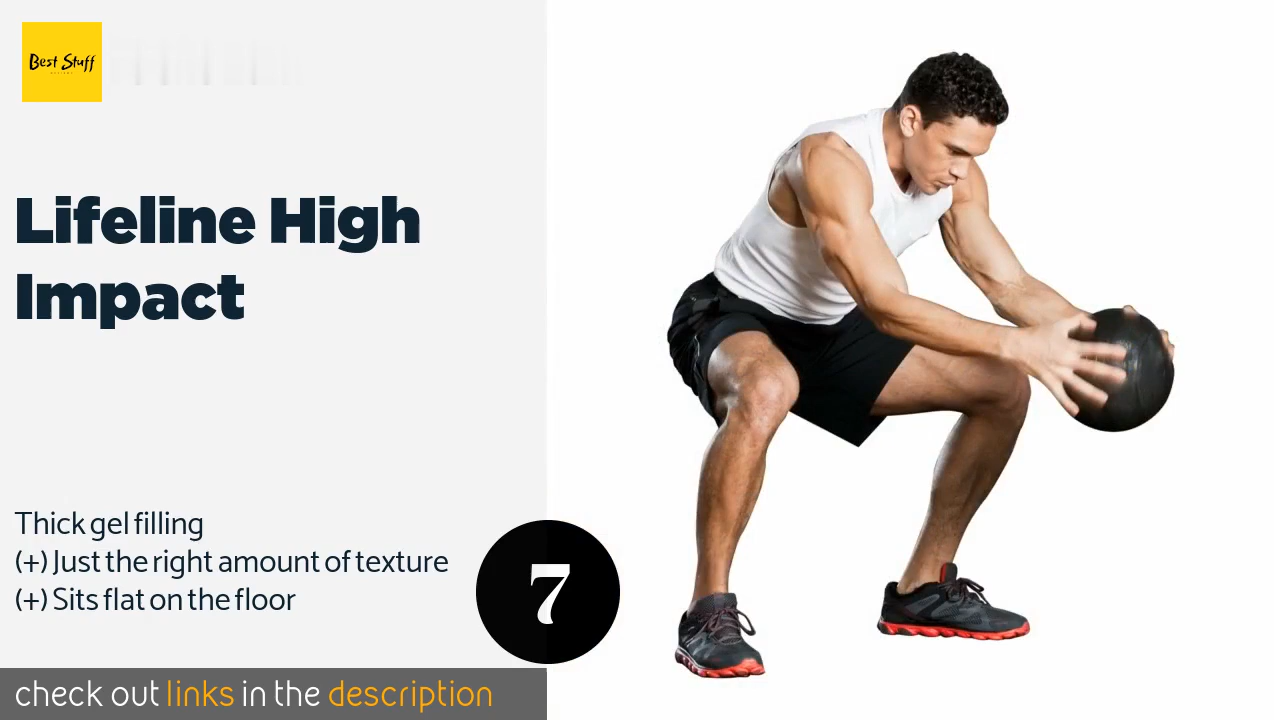 Best Stuff
Lifeline High
Impact
Thick gel filling
(+) Just the right amount of texture
(+) Sits flat on the floor
7
check out links in the description